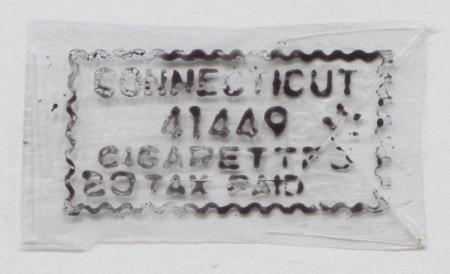 CONNECTICUT
41449
CIGARETTES
20 TAX PAID